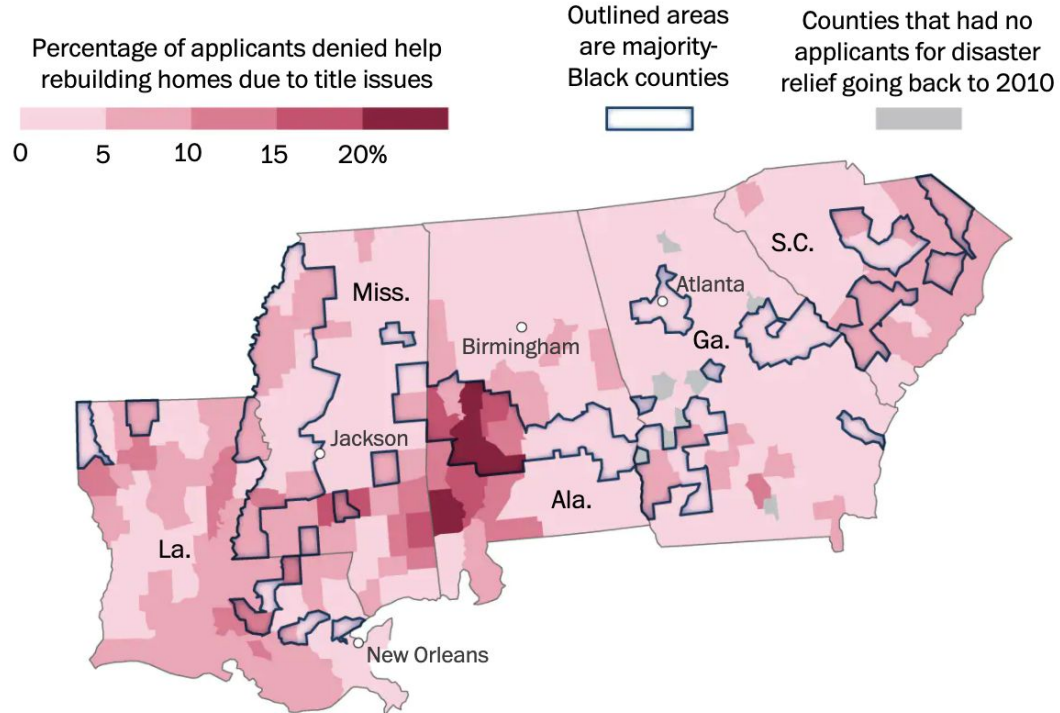 Percentage of applicants denied help
rebuilding homes due to title issues
0 5 10 15 20%
Outlined areas
are majority-
Black counties
Counties that had no
applicants for disaster
relief going back to 2010
S.C.
Miss.
Atlanta
Birmingham
Ga.
Jackson
Ala.
La.
New Orleans